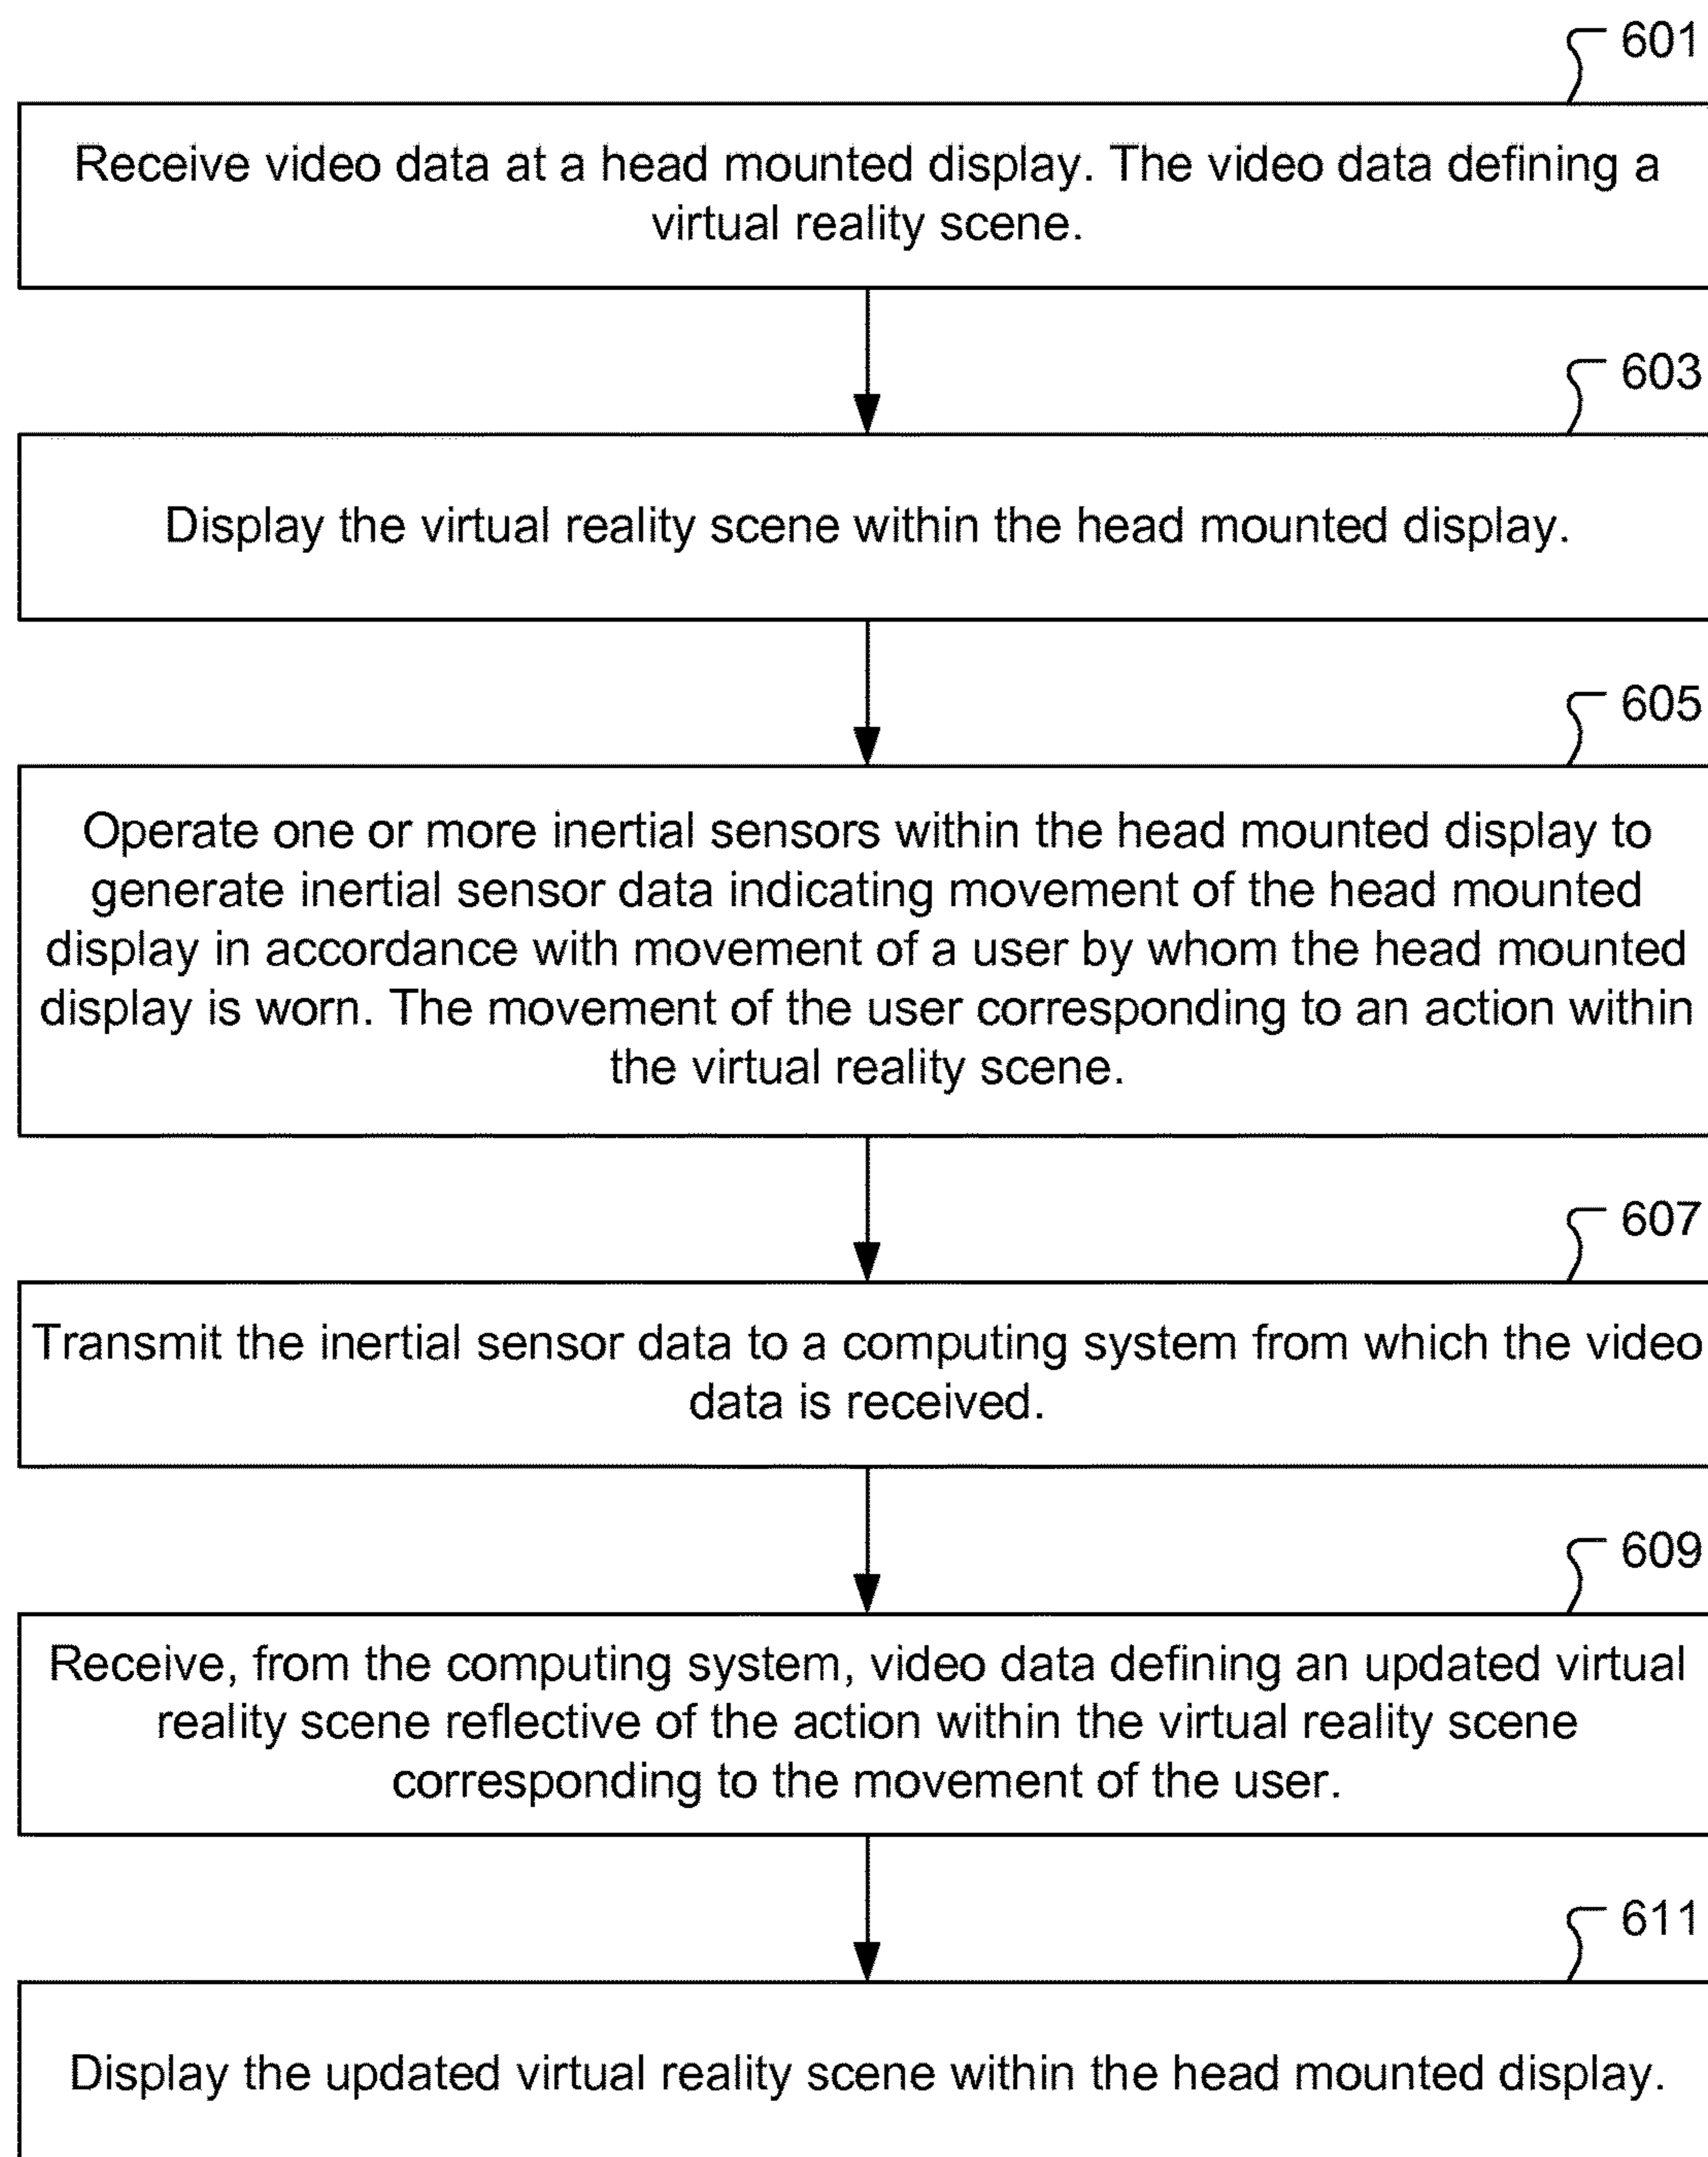 601
Receive video data at a head mounted display. The video data defining a
virtual reality scene.
603
Display the virtual reality scene within the head mounted display.
605
Operate one or more inertial sensors within the head mounted display to
generate inertial sensor data indicating movement of the head mounted
display in accordance with movement of a user by whom the head mounted
display is worn. The movement of the user corresponding to an action within
the virtual reality scene.
607
Transmit the inertial sensor data to a computing system from which the video
data is received.
609
Receive, from the computing system, video data defining an updated virtual
reality scene reflective of the action within the virtual reality scene
corresponding to the movement of the user.
611
Display the updated virtual reality scene within the head mounted display.